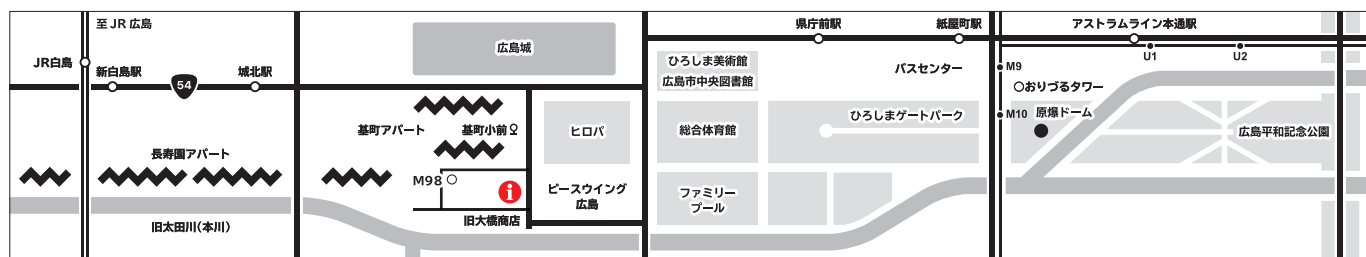 至JR広島
JR白島
新白島駅
54
城北駅
広島城
県庁前駅
紙屋町駅
アストラムライン本通駅
U1
U2
ひろしま美術館
広島市中央図書館
バスセンター
M9
おりづるタワー
基町アパート
基町小前
ヒロパ
総合体育館
ひろしまゲートパーク
M10
原爆ドーム
広島平和記念公園
長寿園アパート
M98
i
ピースウイング
広島
ファミリー
プール
旧大橋商店
旧太田川(本川)